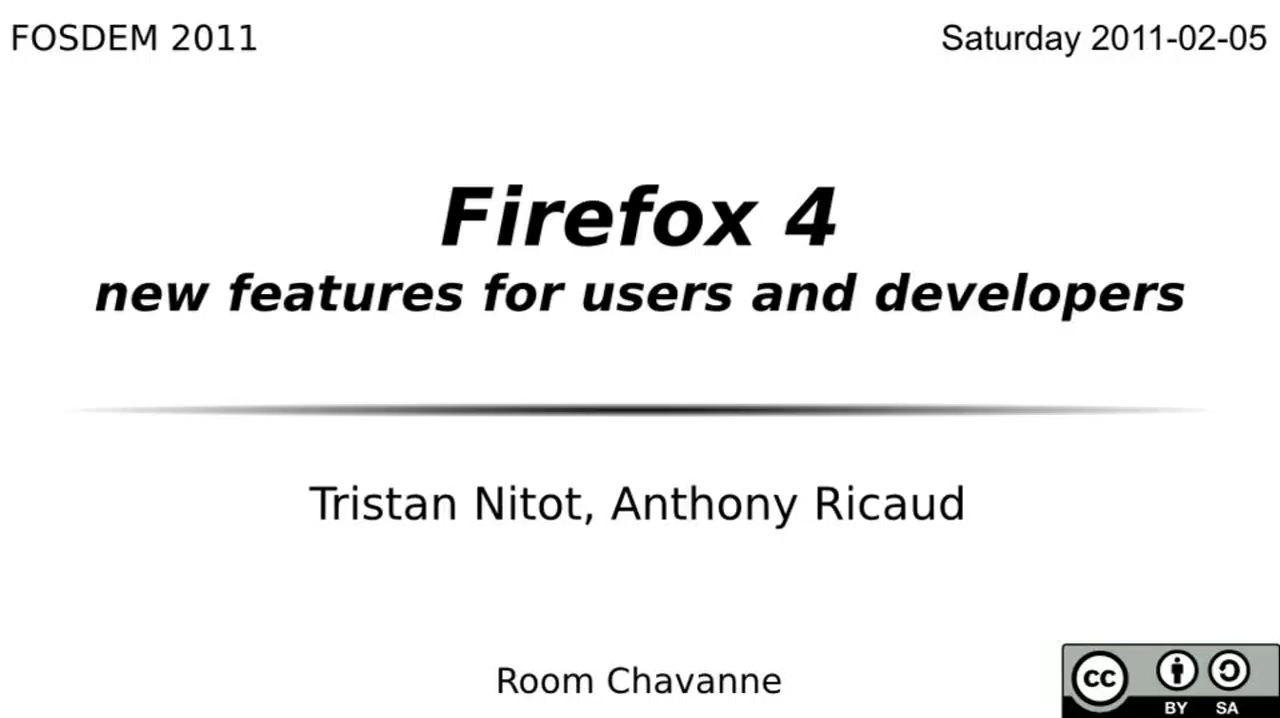 FOSDEM 2011
Saturday 2011-02-05
Firefox 4
new features for users and developers
Tristan Nitot, Anthony Ricaud
Room Chavanne
cc
BY SA